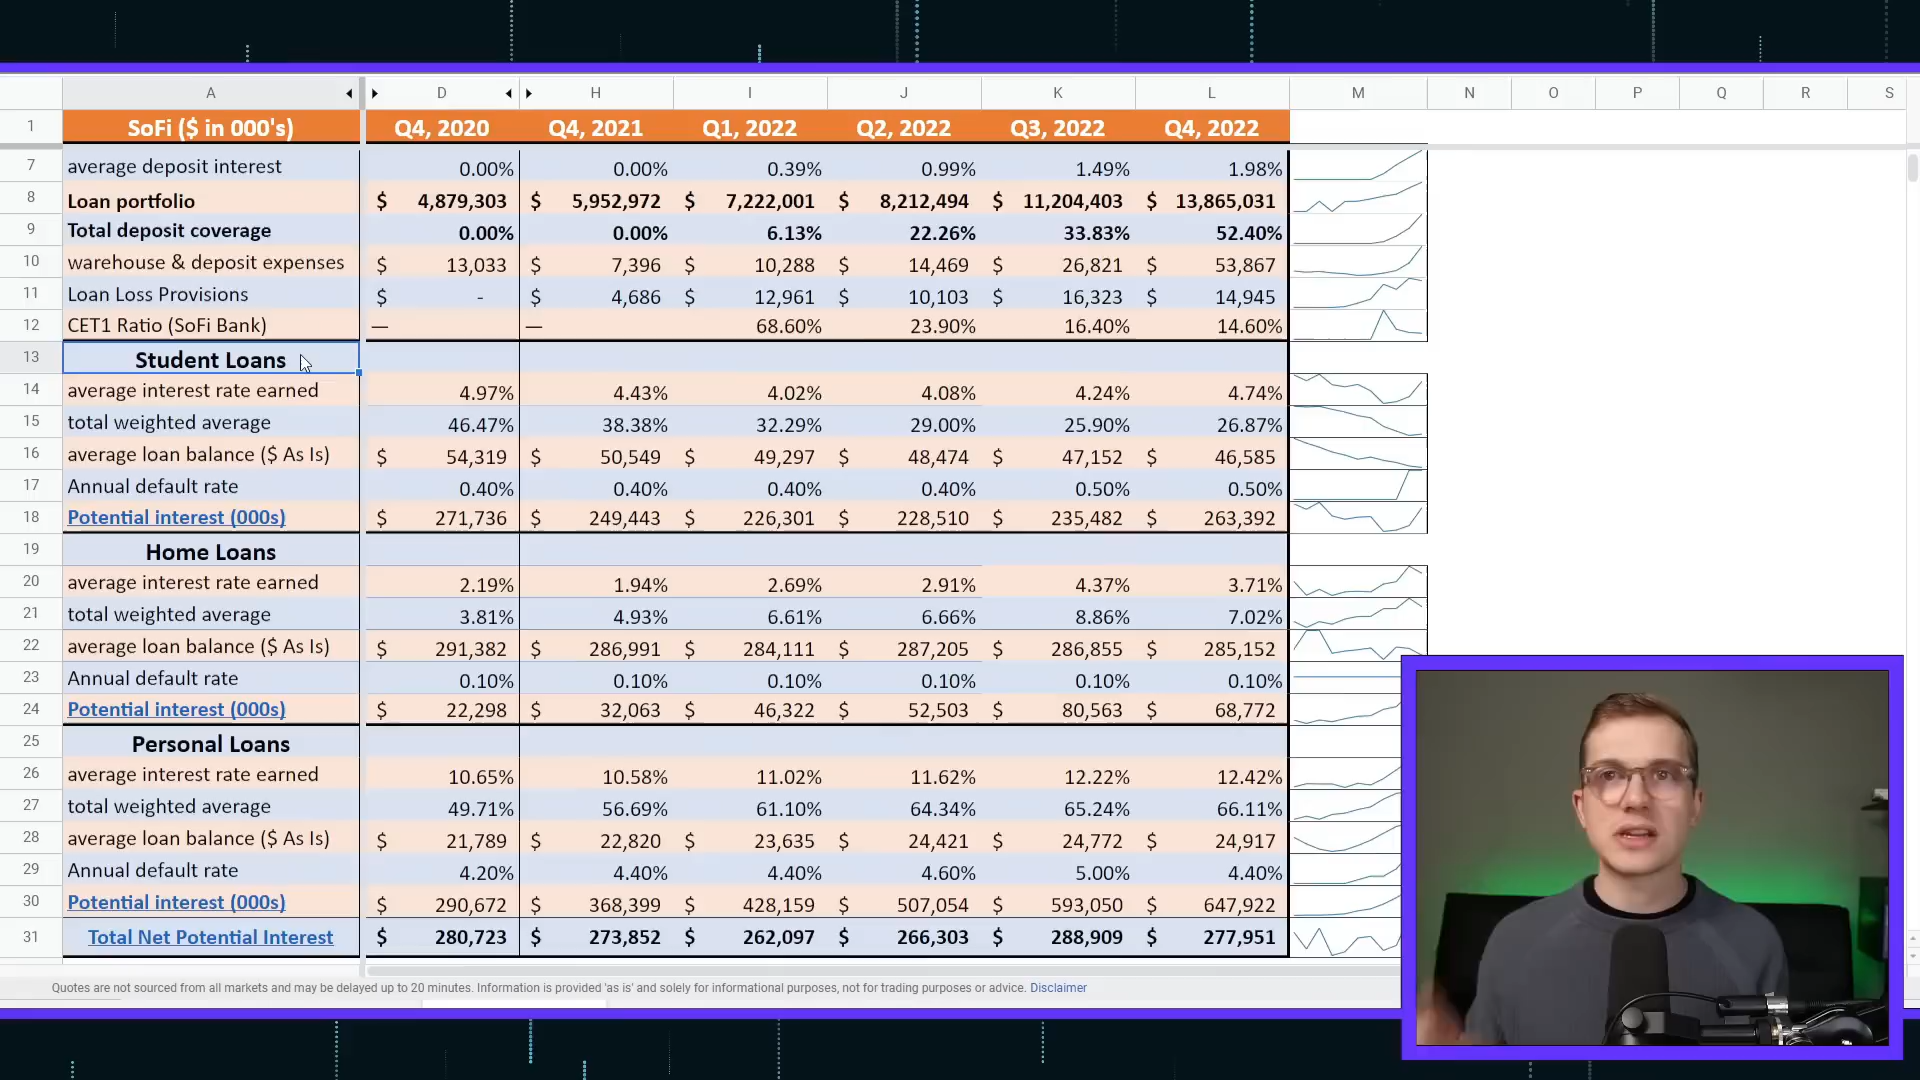 A D H I J K L M N O P Q R S
1 SoFi ($ in 000's) Q4, 2020 Q4, 2021 Q1, 2022 Q2, 2022 Q3, 2022 Q4, 2022
7 average deposit interest 0.00% 0.00% 0.39% 0.99% 1.49% 1.98%
8 Loan portfolio $ 4,879,303 $ 5,952,972 $ 7,222,001 $ 8,212,494 $ 11,204,403 $ 13,865,031
9 Total deposit coverage 0.00% 0.00% 6.13% 22.26% 33.83% 52.40%
10 warehouse & deposit expenses $ 13,033 $ 7,396 $ 10,288 $ 14,469 $ 26,821 $ 53,867
11 Loan Loss Provisions $ - $ 4,686 $ 12,961 $ 10,103 $ 16,323 $ 14,945
12 CET1 Ratio (SoFi Bank) — — 68.60% 23.90% 16.40% 14.60%
13 Student Loans
14 average interest rate earned 4.97% 4.43% 4.02% 4.08% 4.24% 4.74%
15 total weighted average 46.47% 38.38% 32.29% 29.00% 25.90% 26.87%
16 average loan balance ($ As Is) $ 54,319 $ 50,549 $ 49,297 $ 48,474 $ 47,152 $ 46,585
17 Annual default rate 0.40% 0.40% 0.40% 0.40% 0.50% 0.50%
18 Potential interest (000s) $ 271,736 $ 249,443 $ 226,301 $ 228,510 $ 235,482 $ 263,392
19 Home Loans
20 average interest rate earned 2.19% 1.94% 2.69% 2.91% 4.37% 3.71%
21 total weighted average 3.81% 4.93% 6.61% 6.66% 8.86% 7.02%
22 average loan balance ($ As Is) $ 291,382 $ 286,991 $ 284,111 $ 287,205 $ 286,855 $ 285,152
23 Annual default rate 0.10% 0.10% 0.10% 0.10% 0.10% 0.10%
24 Potential interest (000s) $ 22,298 $ 32,063 $ 46,322 $ 52,503 $ 80,563 $ 68,772
25 Personal Loans
26 average interest rate earned 10.65% 10.58% 11.02% 11.62% 12.22% 12.42%
27 total weighted average 49.71% 56.69% 61.10% 64.34% 65.24% 66.11%
28 average loan balance ($ As Is) $ 21,789 $ 22,820 $ 23,635 $ 24,421 $ 24,772 $ 24,917
29 Annual default rate 4.20% 4.40% 4.40% 4.60% 5.00% 4.40%
30 Potential interest (000s) $ 290,672 $ 368,399 $ 428,159 $ 507,054 $ 593,050 $ 647,922
31 Total Net Potential Interest $ 280,723 $ 273,852 $ 262,097 $ 266,303 $ 288,909 $ 277,951
Quotes are not sourced from all markets and may be delayed up to 20 minutes. Information is provided 'as is' and solely for informational purposes, not for trading purposes or advice. Disclaimer